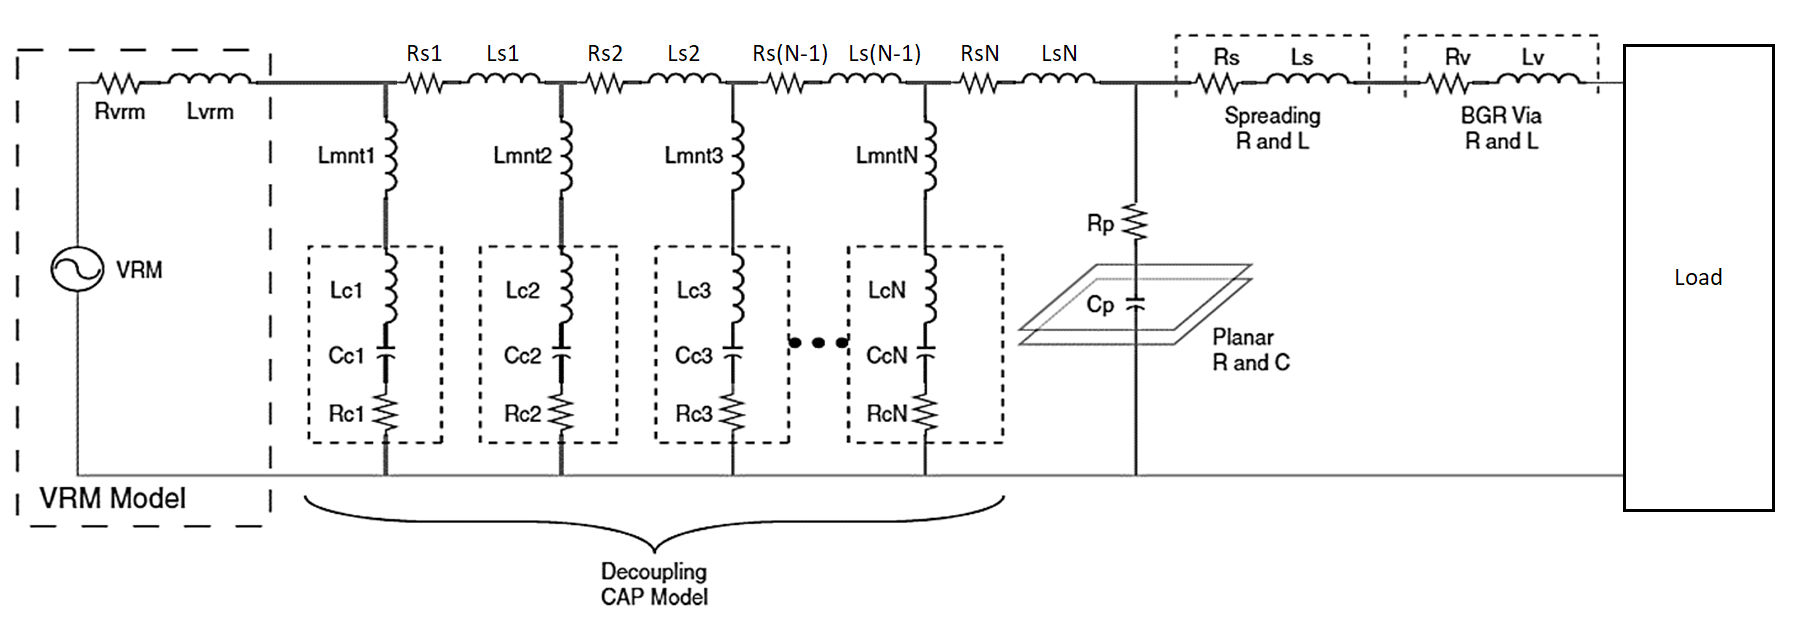 Rs1 Ls1 Rs2 Ls2 Rs(N-1) Ls(N-1) RsN LsN
Rs Ls
Rv Lv
Rvrm Lvrm
Spreading
R and L
BGR Via
R and L
Lmnt1 Lmnt2 Lmnt3 LmntN
Rp
VRM
Lc1 Lc2 Lc3 LcN
Cp
Load
Cc1 Cc2 Cc3 CcN
Planar
R and C
Rc1 Rc2 Rc3 RcN
VRM Model
Decoupling
CAP Model